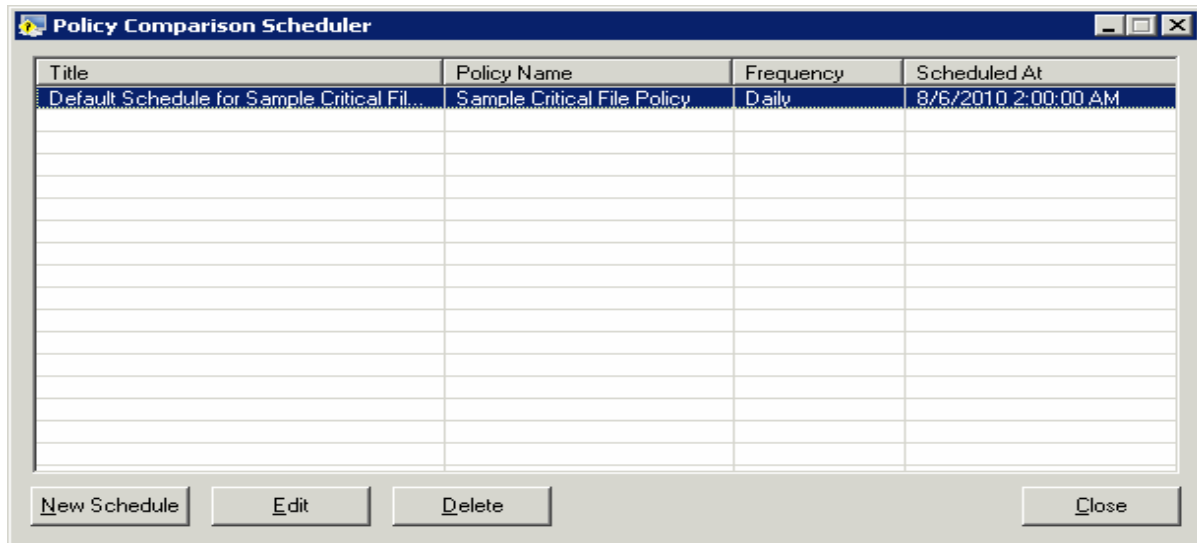 Policy Comparison Scheduler
Title Policy Name Frequency Scheduled At
Default Schedule for Sample Critical Fil... Sample Critical File Policy Daily 8/6/2010 2:00:00 AM
New Schedule Edit Delete Close